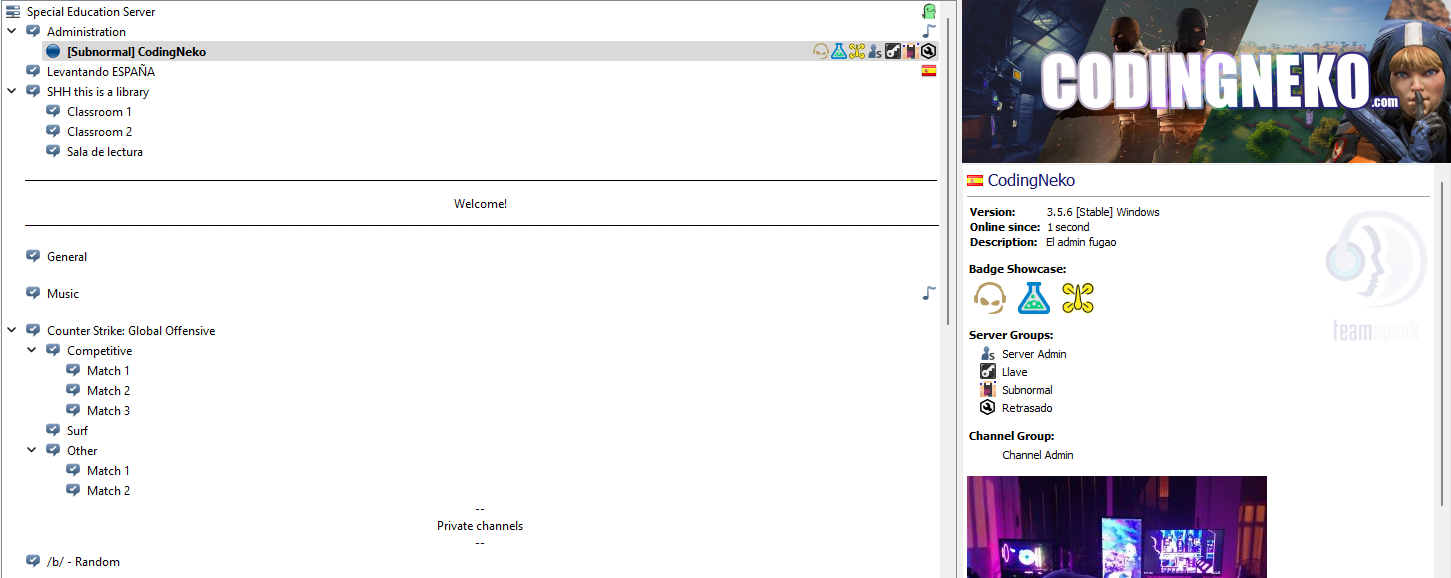 Special Education Server
Administration
[Subnormal] CodingNeko
Levantando ESPAÑA
SHH this is a library
Classroom 1
Classroom 2
Sala de lectura
Welcome!
General
Music
Counter Strike: Global Offensive
Competitive
Match 1
Match 2
Match 3
Surf
Other
Match 1
Match 2
--
Private channels
--
/b/ - Random
CODINGNEKO.com
CodingNeko
Version: 3.5.6 [Stable] Windows
Online since: 1 second
Description: El admin fugao
Badge Showcase:
Server Groups:
Server Admin
Llave
Subnormal
Retrasado
Channel Group:
Channel Admin
teamspeak